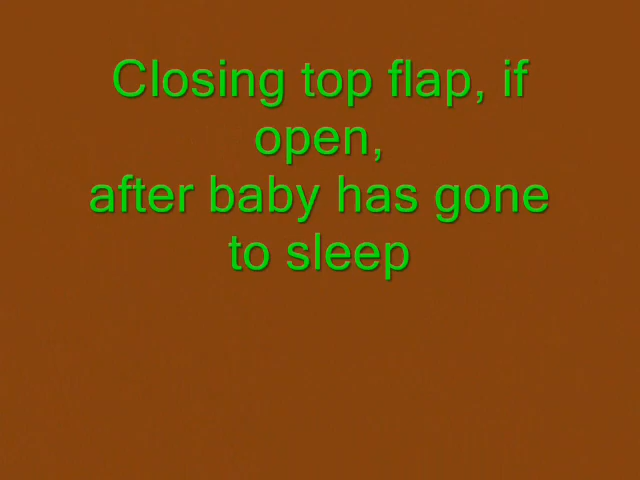 Closing top flap, if
open,
after baby has gone
to sleep